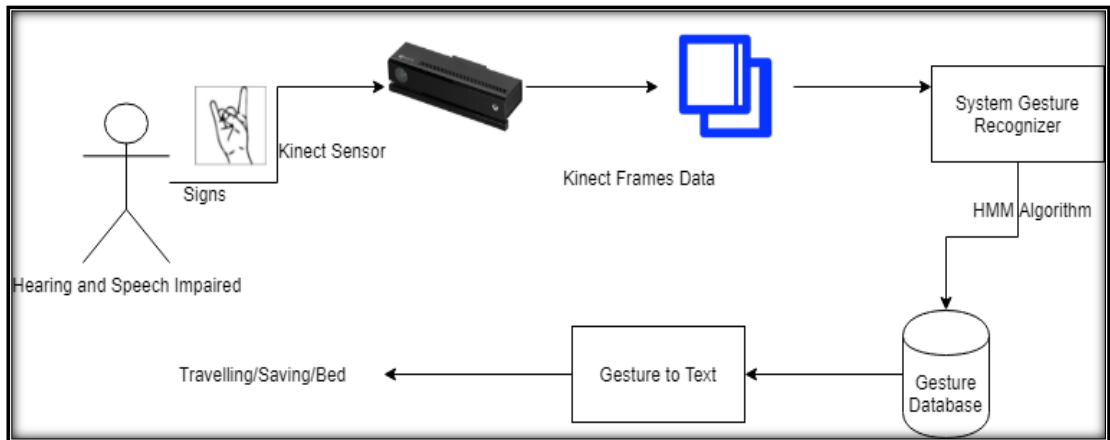 Signs
Kinect Sensor
Hearing and Speech Impaired
Kinect Frames Data
System Gesture
Recognizer
HMM Algorithm
Gesture
Database
Gesture to Text
Travelling/Saving/Bed